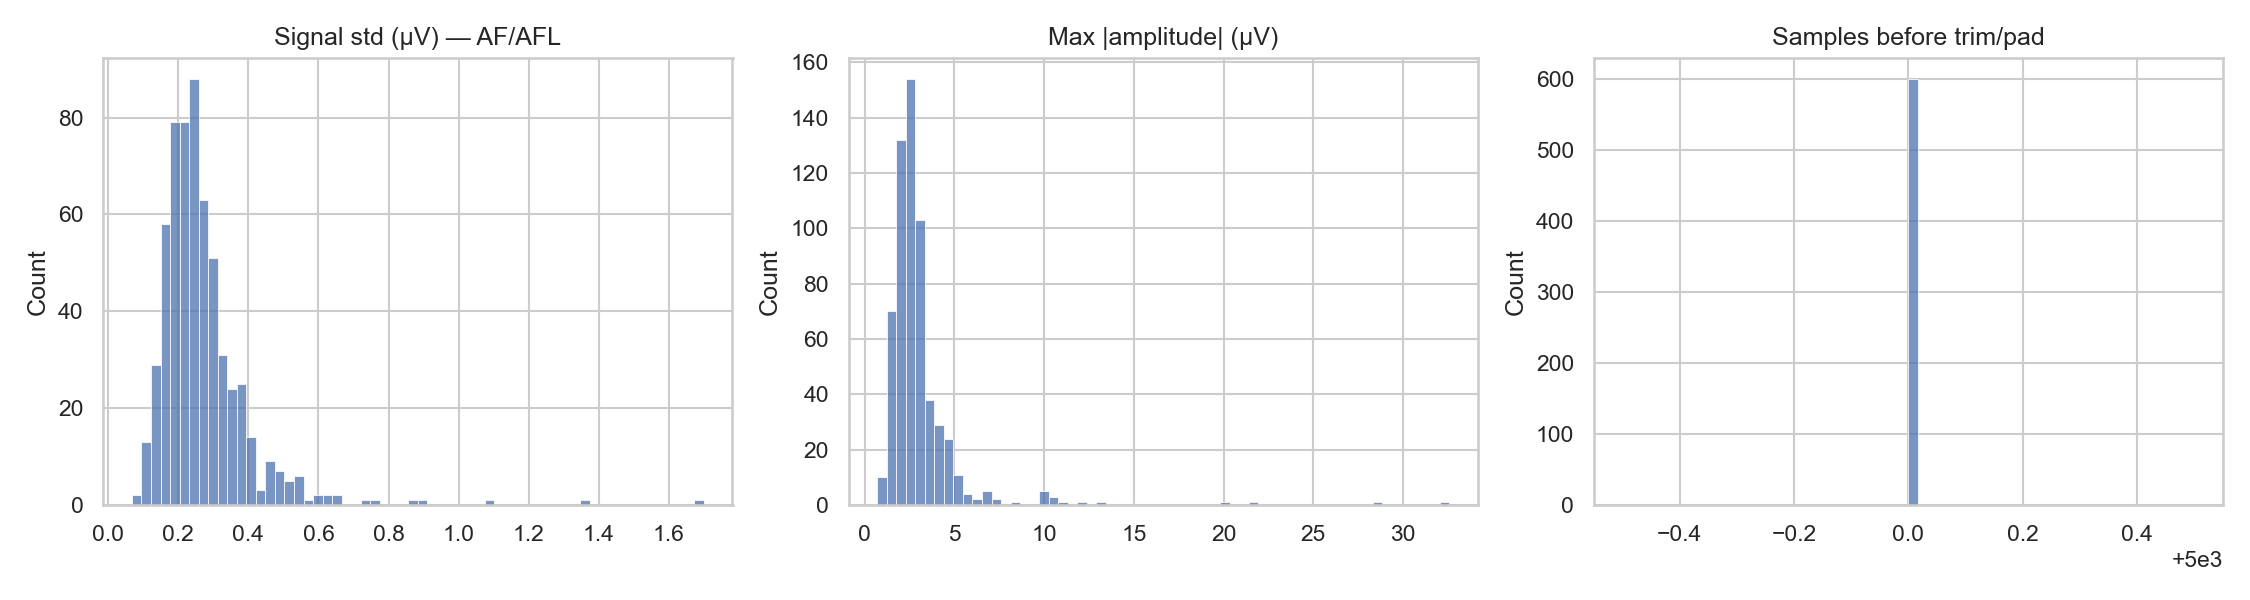 Signal std (µV) — AF/AFL
Count
80
60
40
20
0
0.0 0.2 0.4 0.6 0.8 1.0 1.2 1.4 1.6
Max |amplitude| (µV)
Count
160
140
120
100
80
60
40
20
0
0 5 10 15 20 25 30
Samples before trim/pad
Count
600
500
400
300
200
100
0
−0.4 −0.2 0.0 0.2 0.4
+5e3